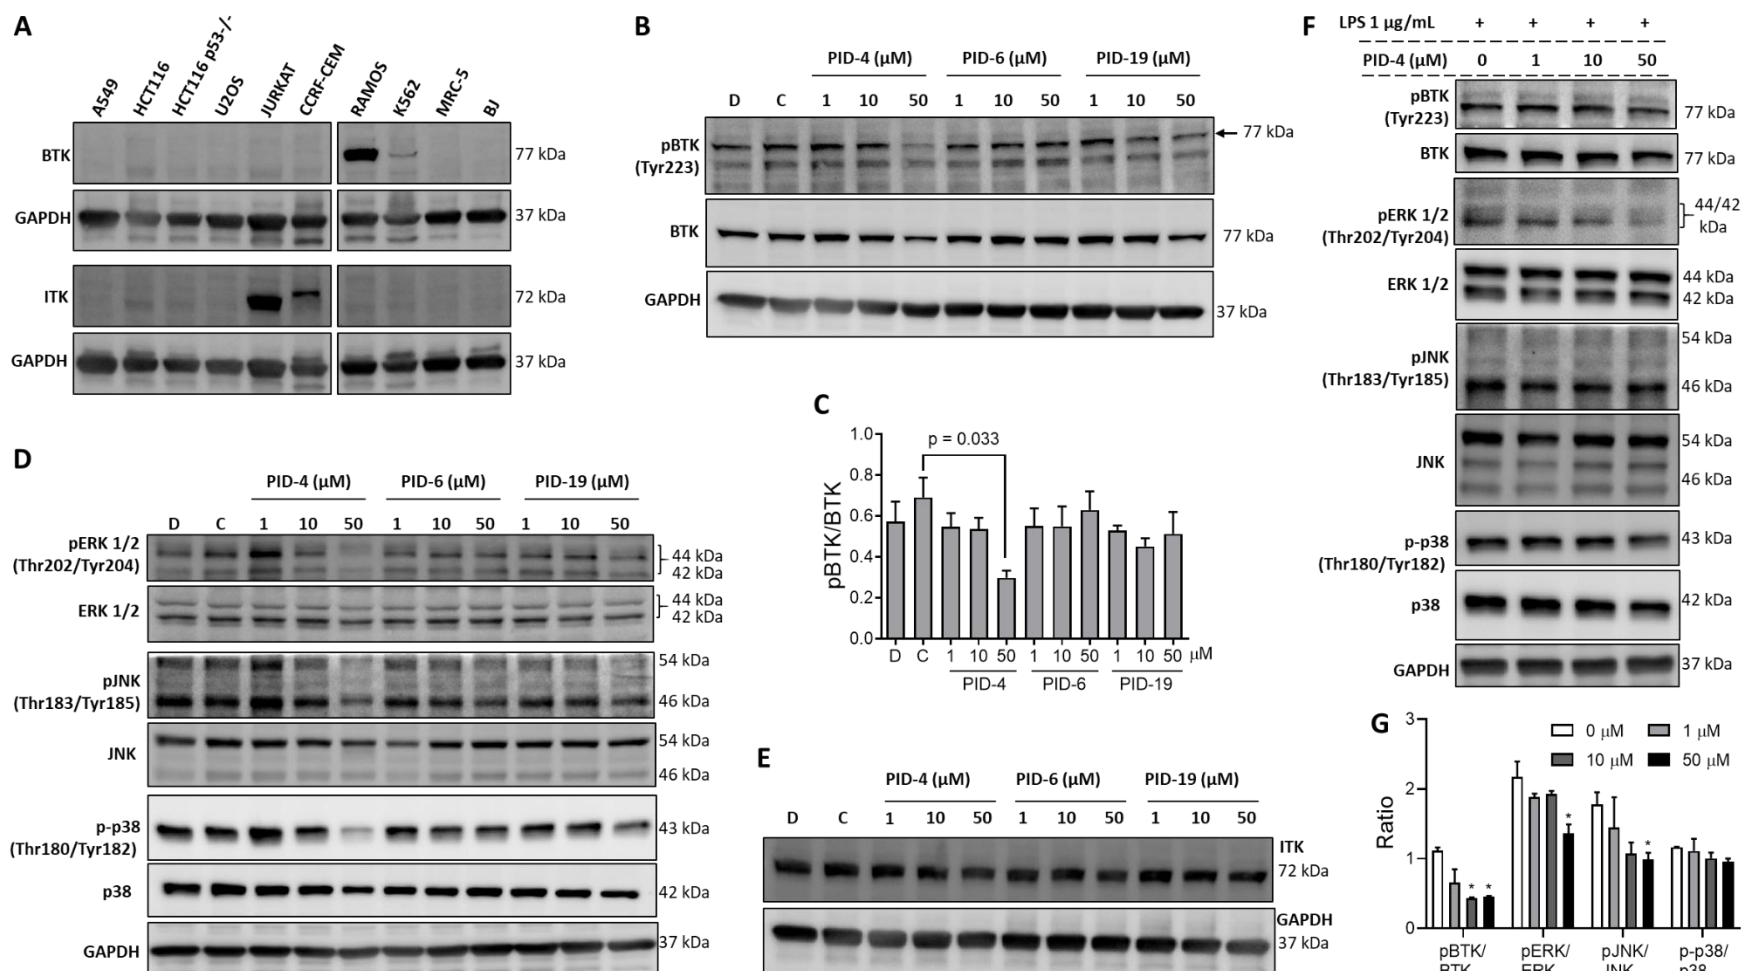 A
A549
HCT116
HCT116 p53-/-
U2OS
JURKAT
CCRF-CEM
RAMOS
K562
MRC-5
BJ
BTK
77 kDa
GAPDH
37 kDa
ITK
72 kDa
GAPDH
37 kDa
B
PID-4 (µM) PID-6 (µM) PID-19 (µM)
D C 1 10 50 1 10 50 1 10 50
pBTK
(Tyr223)
77 kDa
BTK
77 kDa
GAPDH
37 kDa
C
pBTK/BTK
1.0
0.8
0.6
0.4
0.2
0.0
p = 0.033
D C 1 10 50 1 10 50 1 10 50 µM
PID-4 PID-6 PID-19
D
PID-4 (µM) PID-6 (µM) PID-19 (µM)
D C 1 10 50 1 10 50 1 10 50
pERK 1/2
(Thr202/Tyr204)
44 kDa
42 kDa
ERK 1/2
44 kDa
42 kDa
pJNK
(Thr183/Tyr185)
54 kDa
46 kDa
JNK
54 kDa
46 kDa
p-p38
(Thr180/Tyr182)
43 kDa
p38
42 kDa
GAPDH
37 kDa
E
PID-4 (µM) PID-6 (µM) PID-19 (µM)
D C 1 10 50 1 10 50 1 10 50
ITK
72 kDa
GAPDH
37 kDa
F
LPS 1 µg/mL + + + +
PID-4 (µM) 0 1 10 50
pBTK
(Tyr223)
77 kDa
BTK
77 kDa
pERK 1/2
(Thr202/Tyr204)
44/42
kDa
ERK 1/2
44 kDa
42 kDa
pJNK
(Thr183/Tyr185)
54 kDa
46 kDa
JNK
54 kDa
46 kDa
p-p38
(Thr180/Tyr182)
43 kDa
p38
42 kDa
GAPDH
37 kDa
G
Ratio
3
2
1
0
0 µM 1 µM
10 µM 50 µM
* * * *
pBTK/ pERK/ pJNK/ p-p38/
BTK ERK JNK p38